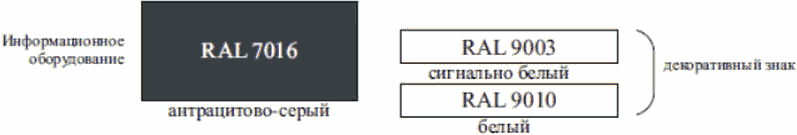 Информационное
оборудование
RAL 7016
антрацитово-серый
RAL 9003
сигнально белый
RAL 9010
белый
декоративный знак